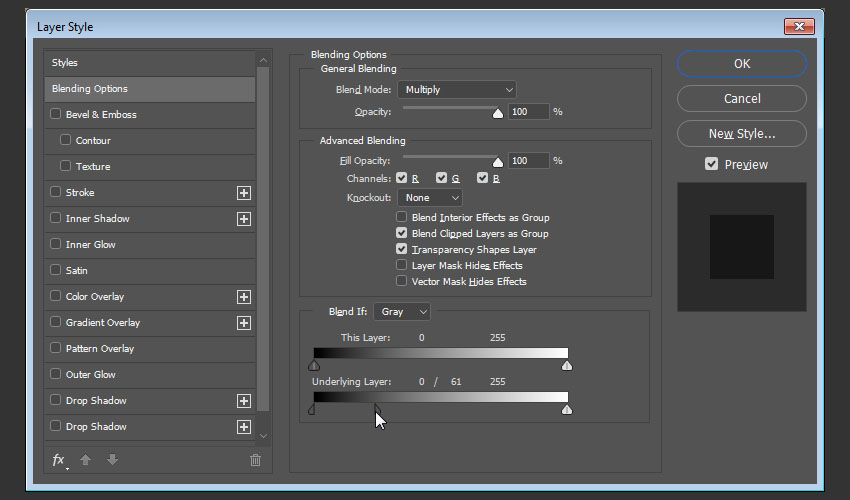 Layer Style
Styles
Blending Options
Bevel & Emboss
Contour
Texture
Stroke
Inner Shadow
Inner Glow
Satin
Color Overlay
Gradient Overlay
Pattern Overlay
Outer Glow
Drop Shadow
Drop Shadow
fx
Blending Options
General Blending
Blend Mode: Multiply
Opacity: 100 %
Advanced Blending
Fill Opacity: 100 %
Channels: R G B
Knockout: None
Blend Interior Effects as Group
Blend Clipped Layers as Group
Transparency Shapes Layer
Layer Mask Hides Effects
Vector Mask Hides Effects
Blend If: Gray
This Layer: 0 255
Underlying Layer: 0 / 61 255
OK
Cancel
New Style...
Preview